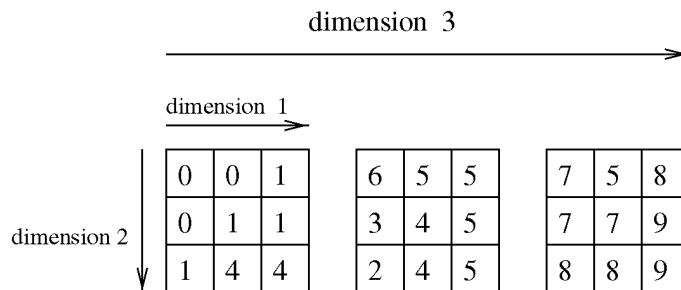 dimension 3
dimension 1
0 0 1 6 5 5 7 5 8
0 1 1 3 4 5 7 7 9
dimension 2
1 4 4 2 4 5 8 8 9